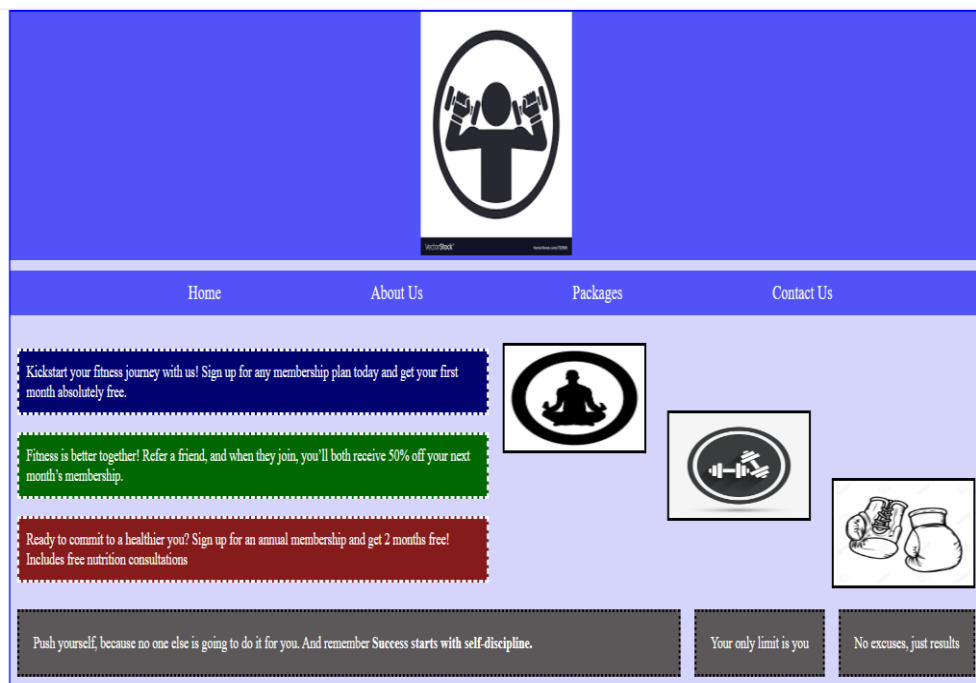 VectorStock
Home About Us Packages Contact Us
Kickstart your fitness journey with us! Sign up for any membership plan today and get your first
month absolutely free.
Fitness is better together! Refer a friend, and when they join, you’ll both receive 50% off your next
month’s membership.
Ready to commit to a healthier you? Sign up for an annual membership and get 2 months free!
Includes free nutrition consultations
Push yourself, because no one else is going to do it for you. And remember Success starts with self-discipline.
Your only limit is you
No excuses, just results